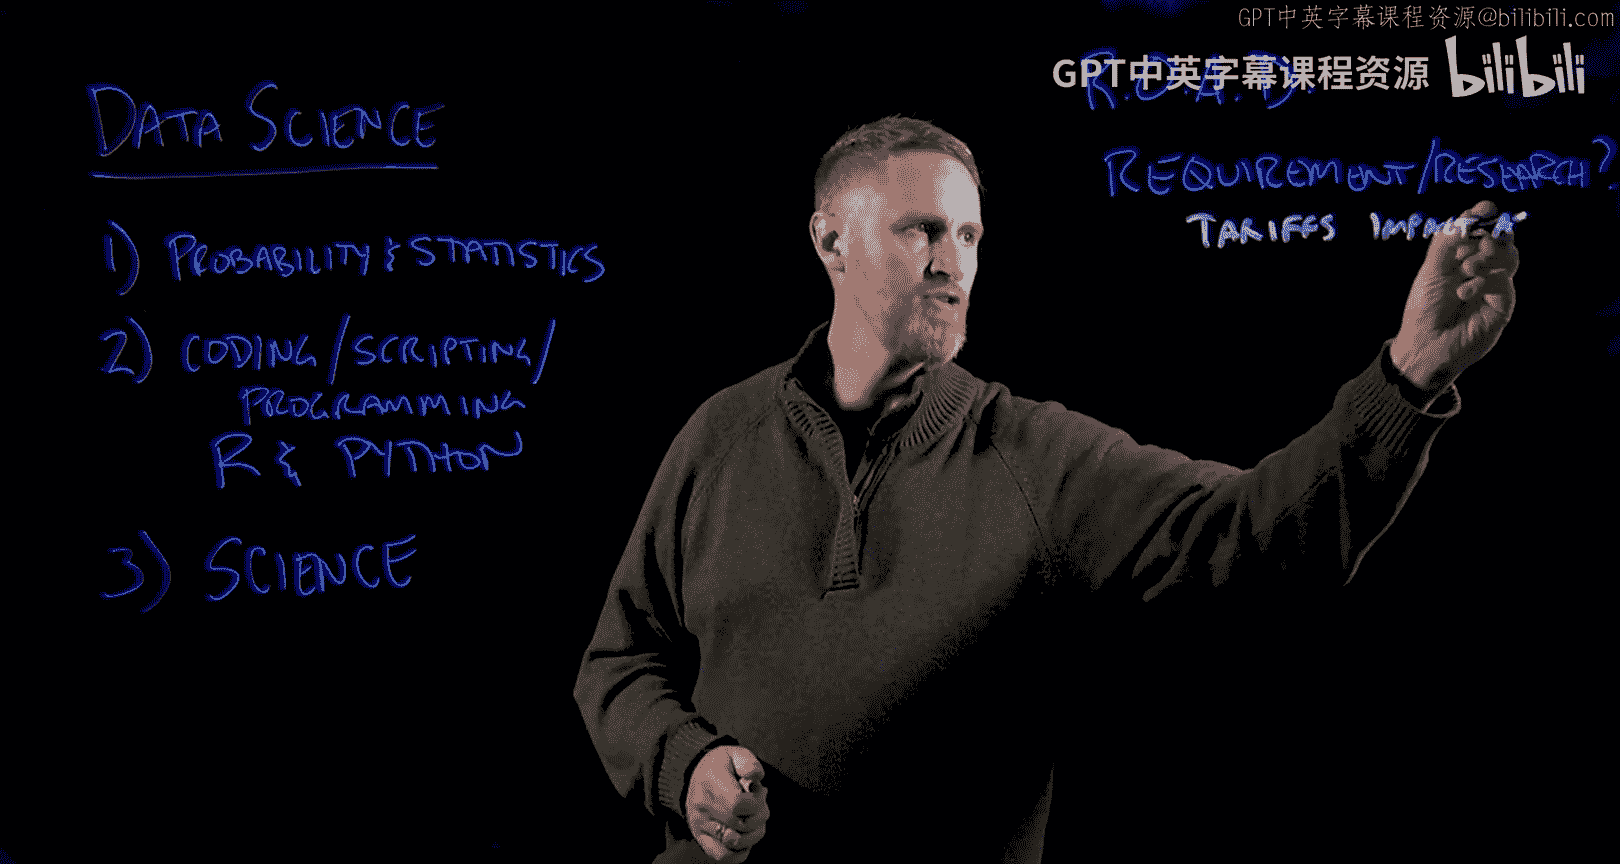 GPT中英字幕课程资源@bilibili.com
GPT中英字幕课程资源 bilibili
DATA SCIENCE
1) PROBABILITY & STATISTICS
2) CODING/SCRIPTING/
PROGRAMMING
R & PYTHON
3) SCIENCE
R.O.A.D.
REQUIREMENT/RESEARCH?
TARIFFS IMPACT A